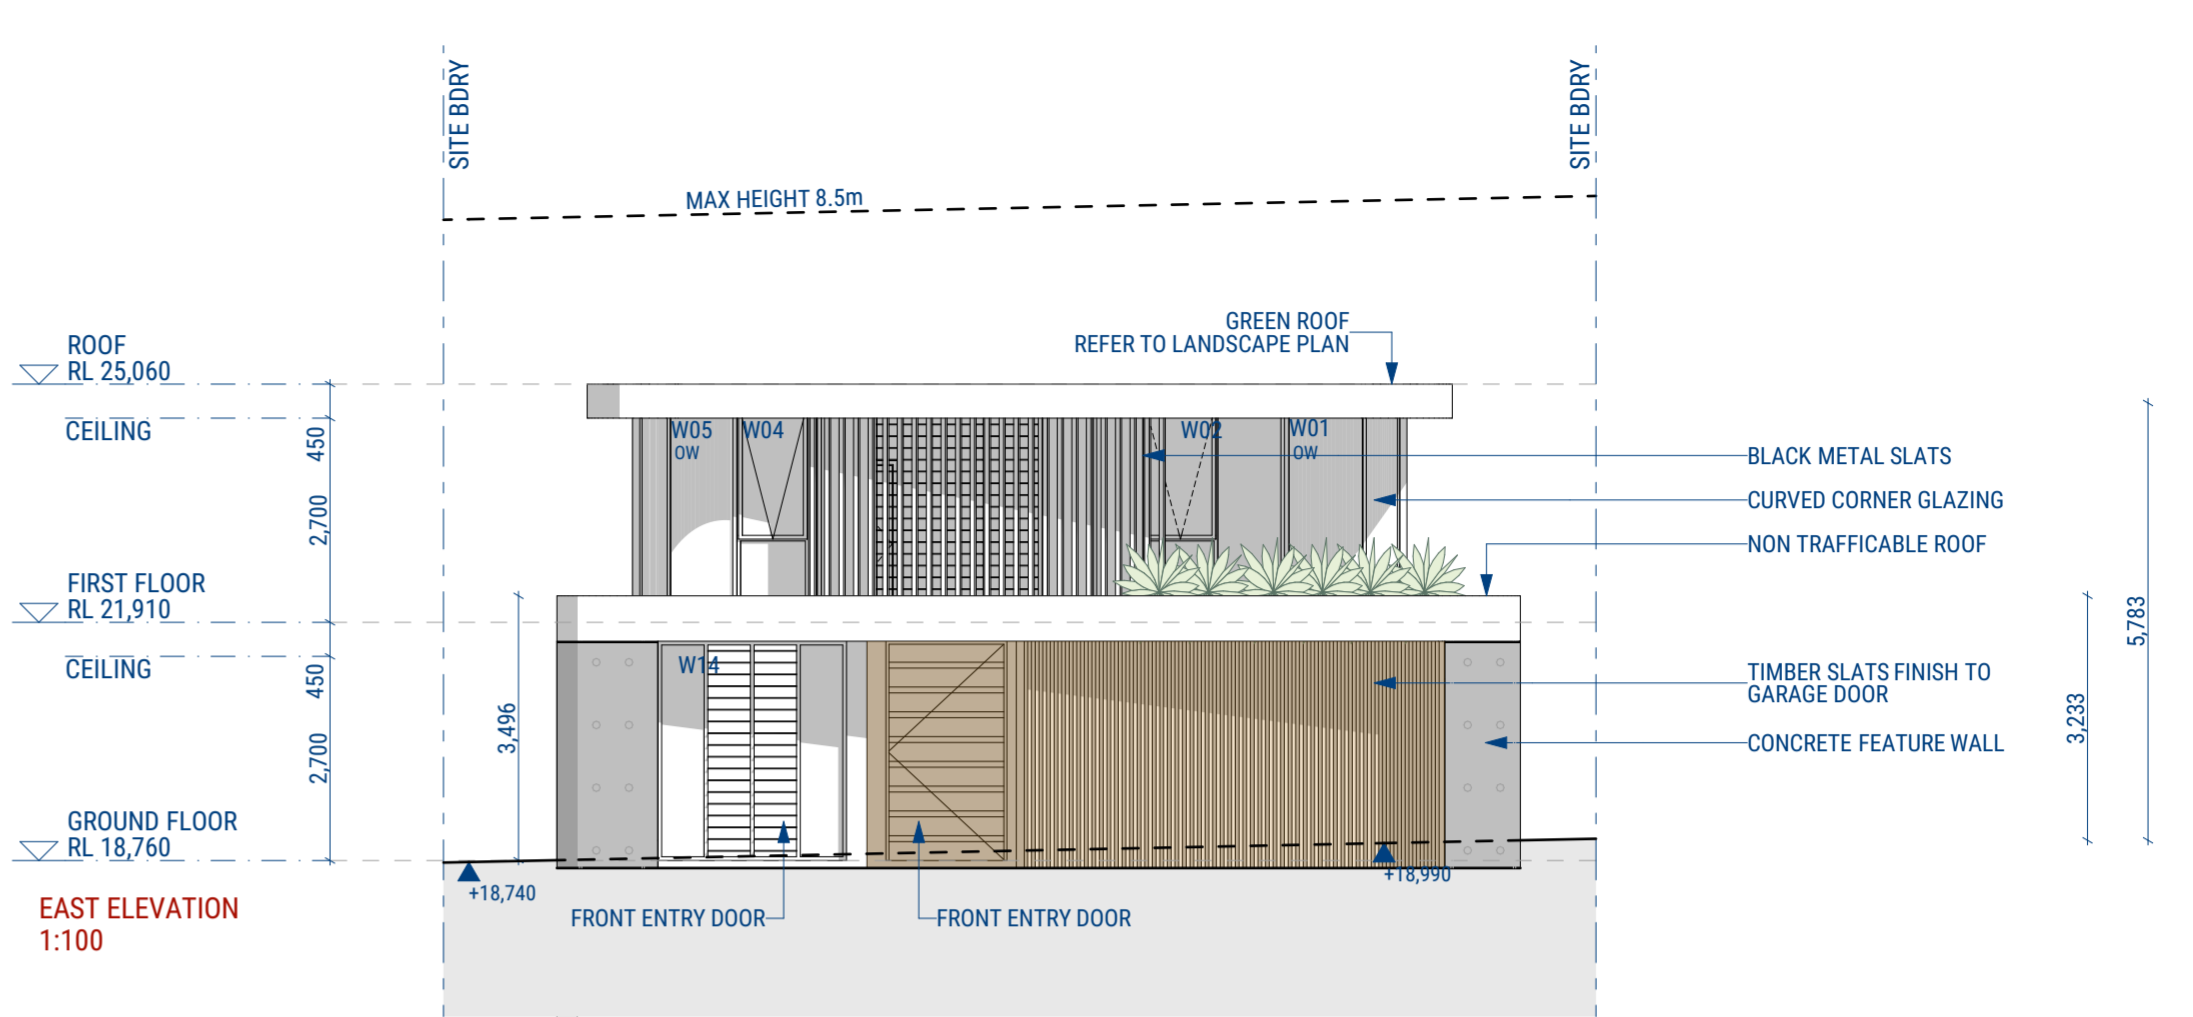 SITE BDRY
SITE BDRY
MAX HEIGHT 8.5m
GREEN ROOF
REFER TO LANDSCAPE PLAN
ROOF
RL 25,060
CEILING
450
2,700
FIRST FLOOR
RL 21,910
CEILING
450
2,700
GROUND FLOOR
RL 18,760
3,496
W05
OW
W04
W02
W01
OW
W14
BLACK METAL SLATS
CURVED CORNER GLAZING
NON TRAFFICABLE ROOF
TIMBER SLATS FINISH TO
GARAGE DOOR
CONCRETE FEATURE WALL
3,233
5,783
+18,740
+18,990
FRONT ENTRY DOOR
FRONT ENTRY DOOR
EAST ELEVATION
1:100